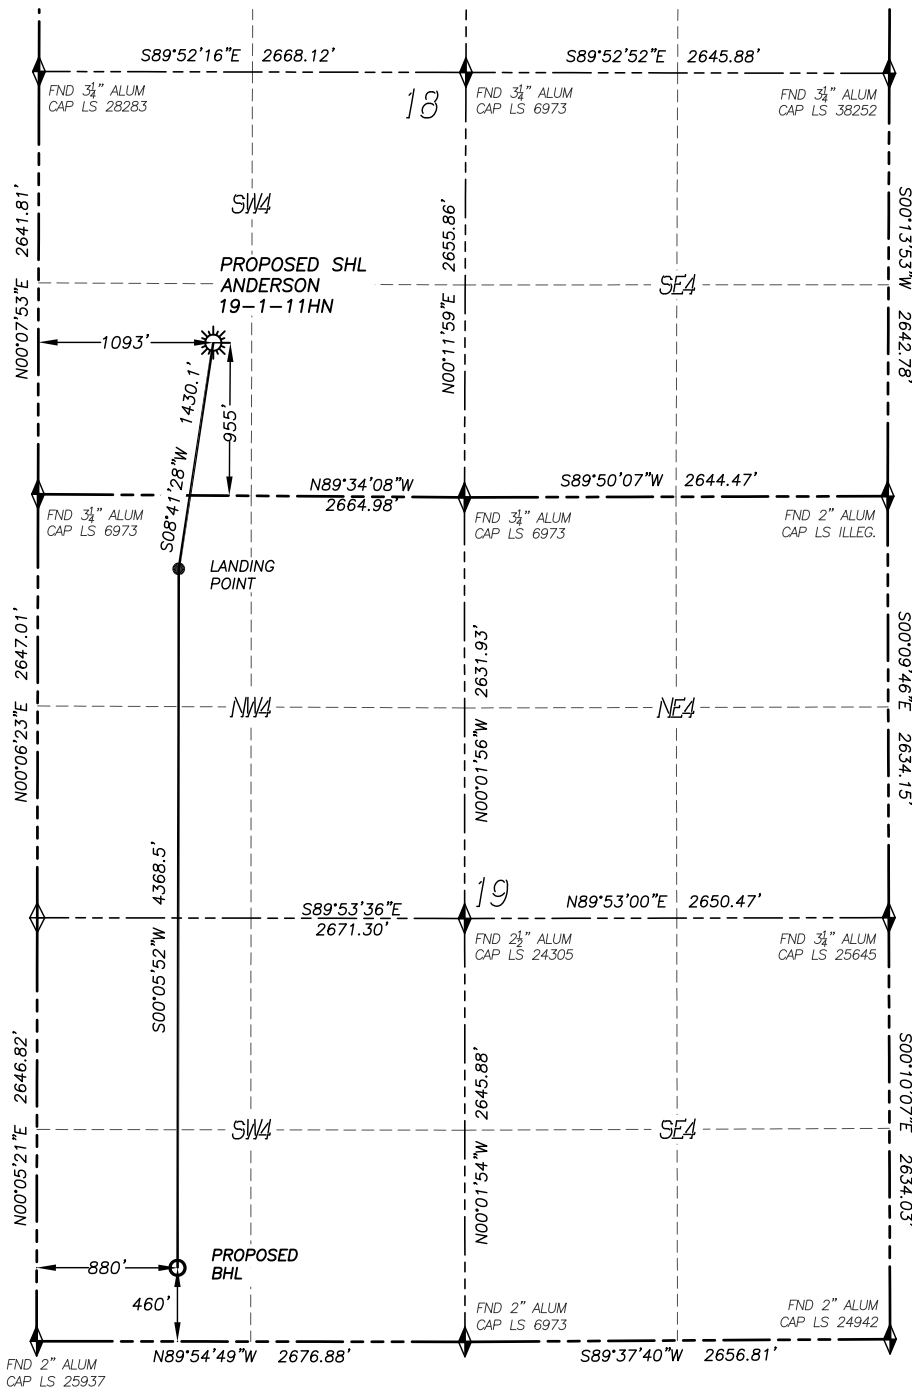 S89°52'16"E 2668.12'
S89°52'52"E 2645.88'
FND 3¼" ALUM
CAP LS 28283
18
FND 3¼" ALUM
CAP LS 6973
FND 3¼" ALUM
CAP LS 38252
N00°07'53"E 2641.81'
SW4
N00°11'59"E 2655.86'
SE4
S00°13'53"W 2642.78'
PROPOSED SHL
ANDERSON
19-1-11HN
1093'
955'
S08°41'28"W 1430.1'
N89°34'08"W
2664.98'
S89°50'07"W 2644.47'
FND 3¼" ALUM
CAP LS 6973
FND 3¼" ALUM
CAP LS 6973
FND 2" ALUM
CAP LS ILLEG.
LANDING
POINT
N00°06'23"E 2647.01'
NW4
N00°01'56"W 2631.93'
NE4
S00°09'46"E 2634.15'
S00°05'52"W 4368.5'
S89°53'36"E
2671.30'
19
N89°53'00"E 2650.47'
FND 2½" ALUM
CAP LS 24305
FND 3¼" ALUM
CAP LS 25645
N00°05'21"E 2646.82'
SW4
N00°01'54"W 2645.88'
SE4
S00°10'07"E 2634.03'
PROPOSED
BHL
880'
460'
FND 2" ALUM
CAP LS 6973
FND 2" ALUM
CAP LS 24942
N89°54'49"W 2676.88'
S89°37'40"W 2656.81'
FND 2" ALUM
CAP LS 25937